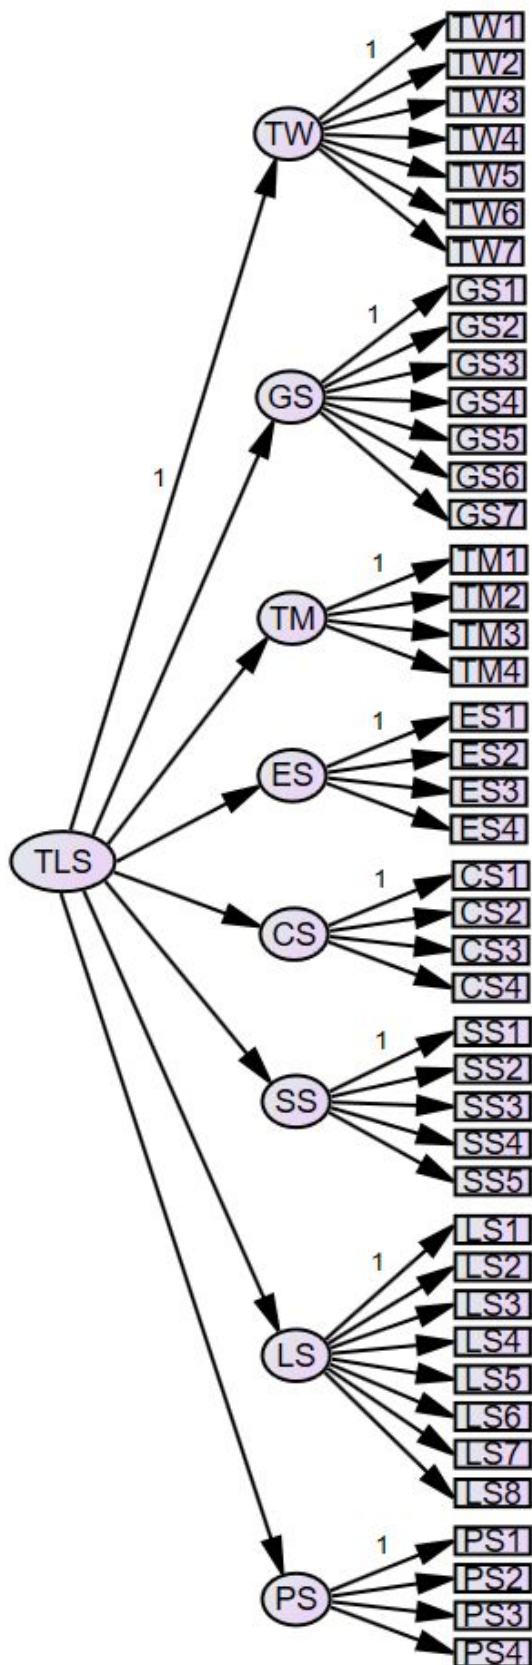 1
TW1
TW2
TW3
TW
TW4
TW5
TW6
TW7
1
GS1
GS2
GS3
GS
GS4
GS5
GS6
GS7
1
1
TM1
TM2
TM
TM3
TM4
1
ES1
ES2
ES
ES3
ES4
TLS
1
CS1
CS2
CS
CS3
CS4
1
SS1
SS2
SS
SS3
SS4
SS5
1
LS1
LS2
LS3
LS
LS4
LS5
LS6
LS7
LS8
1
PS1
PS2
PS
PS3
PS4